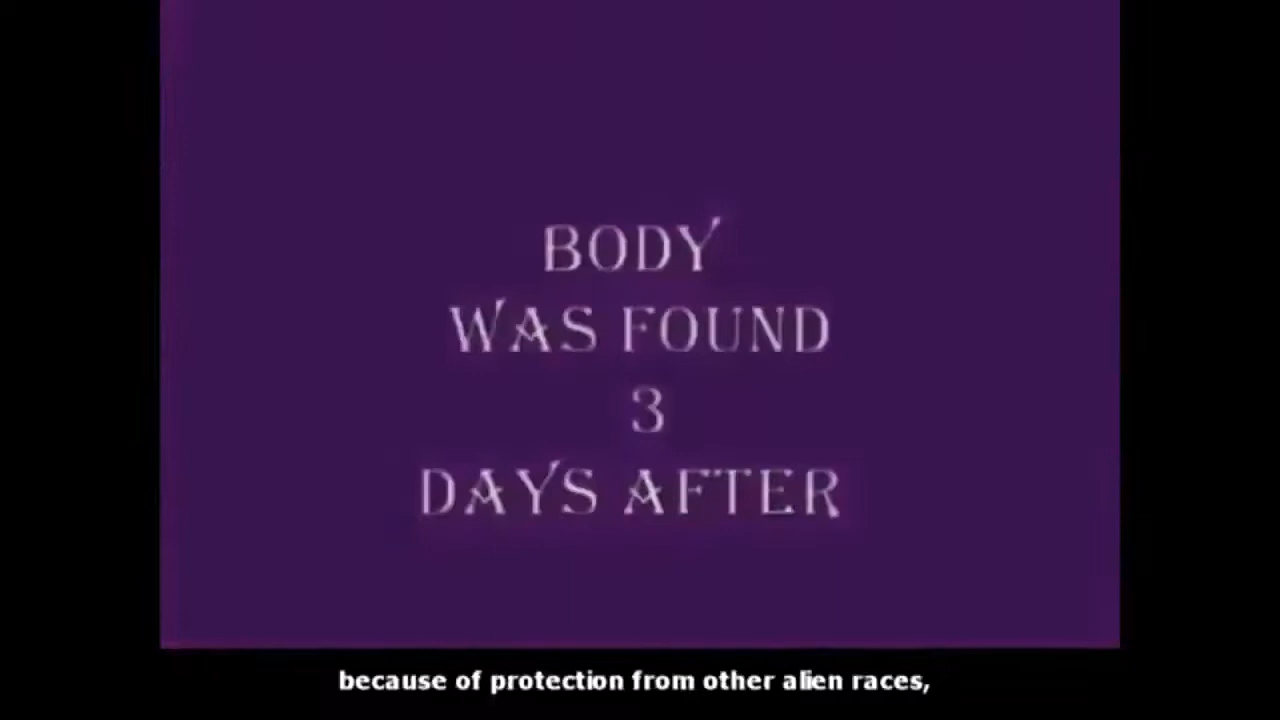 BODY
WAS FOUND
3
DAYS AFTER
because of protection from other alien races,